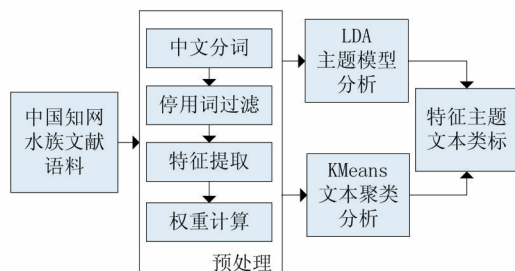 中国知网
水族文献
语料
中文分词
停用词过滤
特征提取
权重计算
预处理
LDA
主题模型
分析
KMeans
文本聚类
分析
特征主题
文本类标